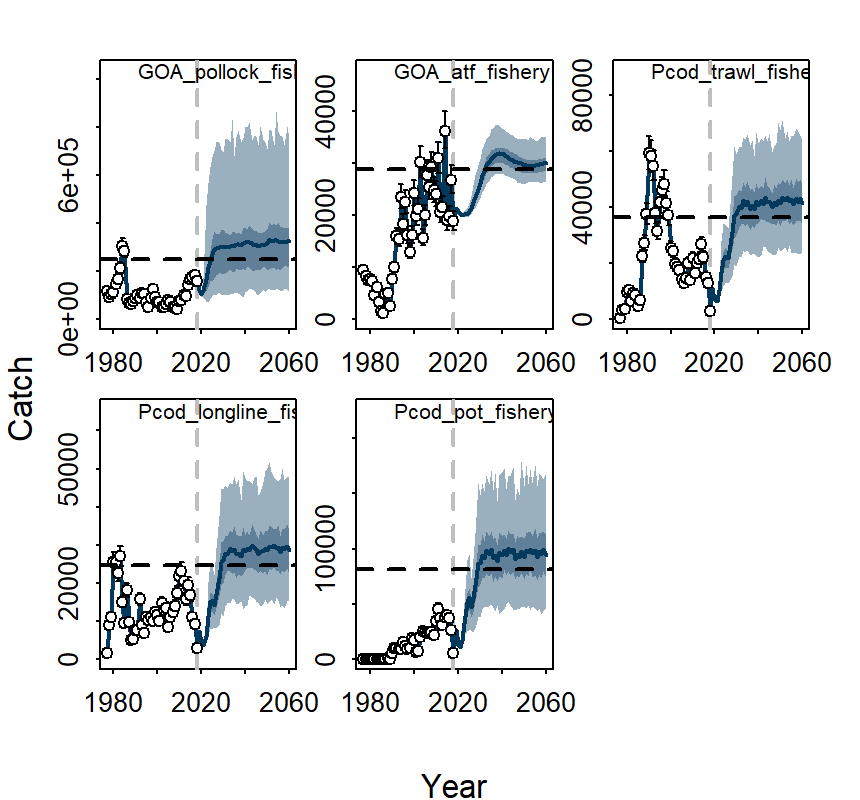 GOA_pollock_fis
6e+05
0e+00
1980 2020 2060
GOA_atf_fishery
40000
20000
0
1980 2020 2060
Pcod_trawl_fishe
80000
40000
0
1980 2020 2060
Catch
Pcod_longline_fis
50000
20000
0
1980 2020 2060
Pcod_pot_fishery
100000
0
1980 2020 2060
Year